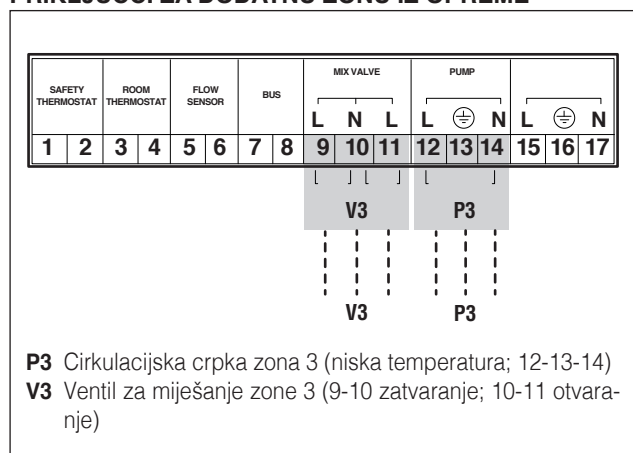 PRIKLJUČCI ZA DODATNU ZONU IZ OPREME
SAFETY THERMOSTAT ROOM THERMOSTAT FLOW SENSOR BUS MIX VALVE PUMP
L N L L N L N
1 2 3 4 5 6 7 8 9 10 11 12 13 14 15 16 17
V3 P3
V3 P3
P3 Cirkulacijska crpka zona 3 (niska temperatura; 12-13-14)
V3 Ventil za miješanje zone 3 (9-10 zatvaranje; 10-11 otvara-
nje)